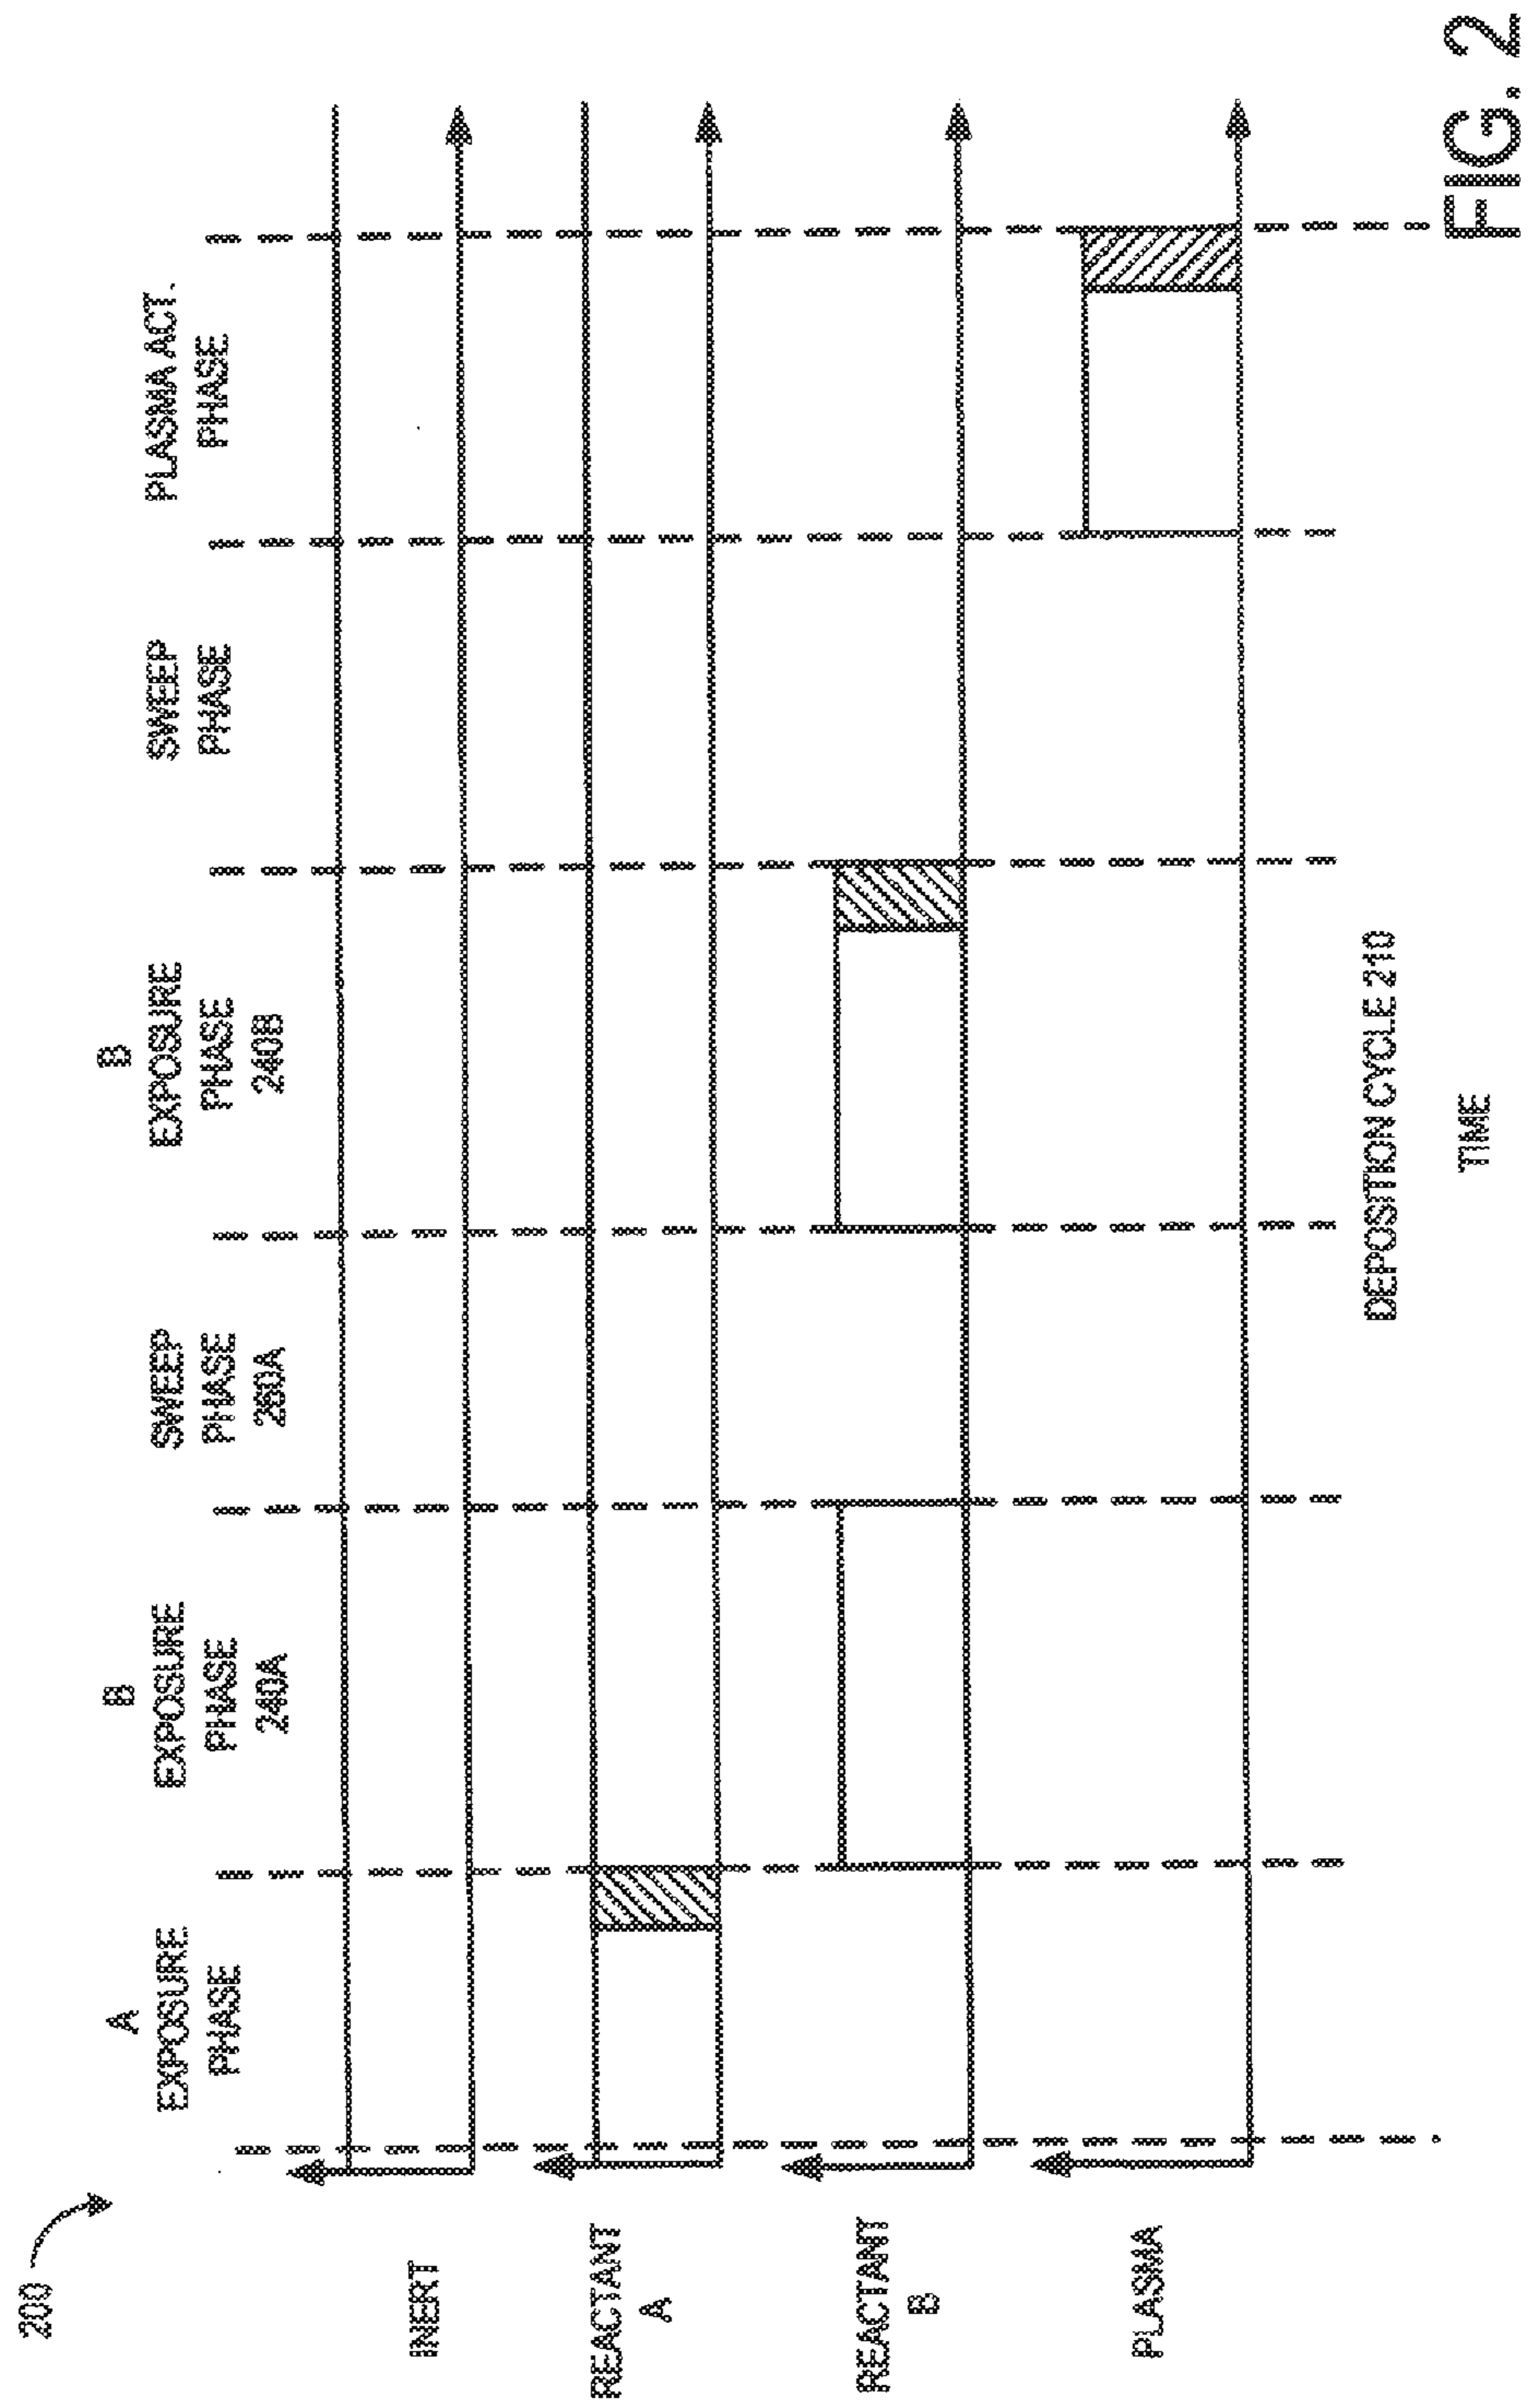 200
A
EXPOSURE
PHASE
B
EXPOSURE
PHASE
240A
SWEEP
PHASE
260A
B
EXPOSURE
PHASE
240B
SWEEP
PHASE
PLASMA ACT.
PHASE
INERT
REACTANT
A
REACTANT
B
PLASMA
DEPOSITION CYCLE 210
TIME
FIG. 2